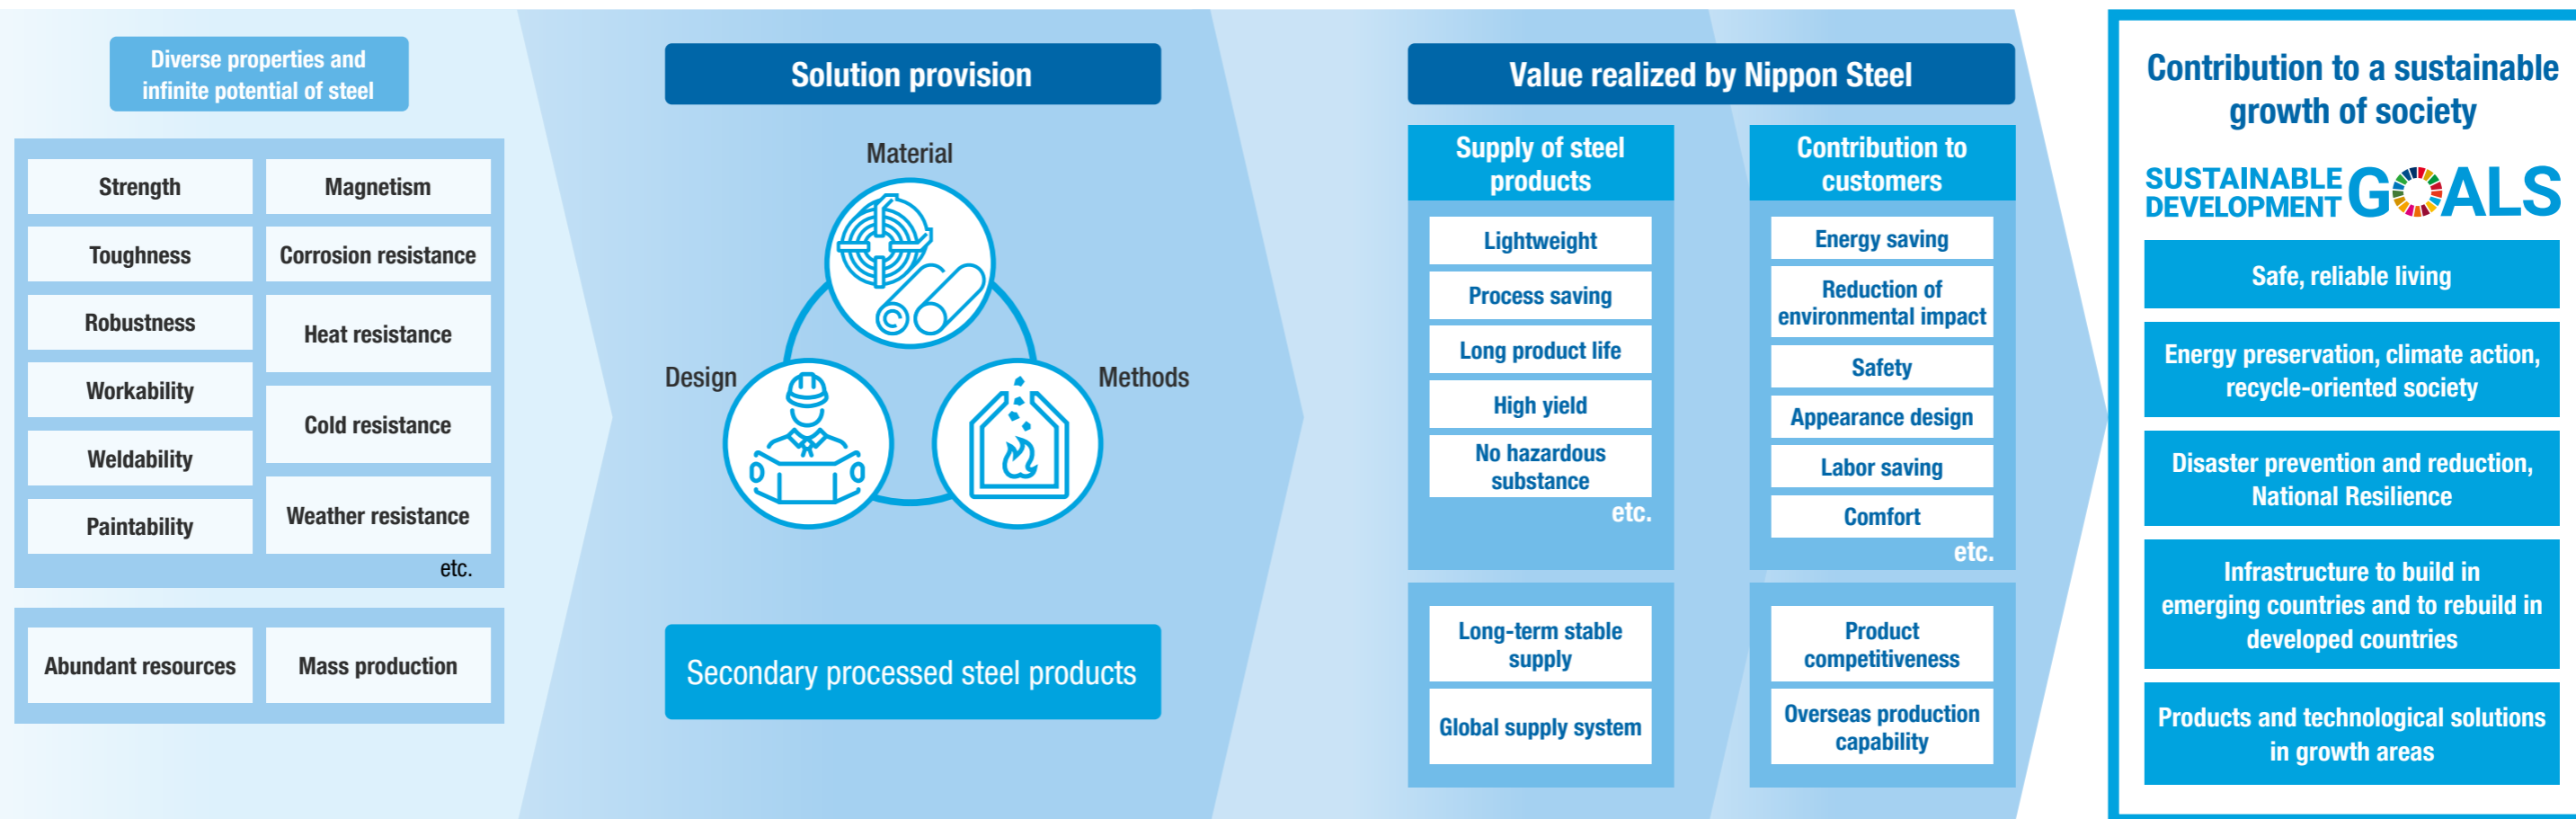 Diverse properties and
infinite potential of steel
Strength
Toughness
Robustness
Workability
Weldability
Paintability
Magnetism
Corrosion resistance
Heat resistance
Cold resistance
Weather resistance
etc.
Abundant resources
Mass production
Solution provision
Material
Design
Methods
Secondary processed steel products
Value realized by Nippon Steel
Supply of steel
products
Lightweight
Process saving
Long product life
High yield
No hazardous
substance
etc.
Long-term stable
supply
Global supply system
Contribution to
customers
Energy saving
Reduction of
environmental impact
Safety
Appearance design
Labor saving
Comfort
etc.
Product
competitiveness
Overseas production
capability
Contribution to a sustainable
growth of society
SUSTAINABLE
DEVELOPMENT
GOALS
Safe, reliable living
Energy preservation, climate action,
recycle-oriented society
Disaster prevention and reduction,
National Resilience
Infrastructure to build in
emerging countries and to rebuild in
developed countries
Products and technological solutions
in growth areas